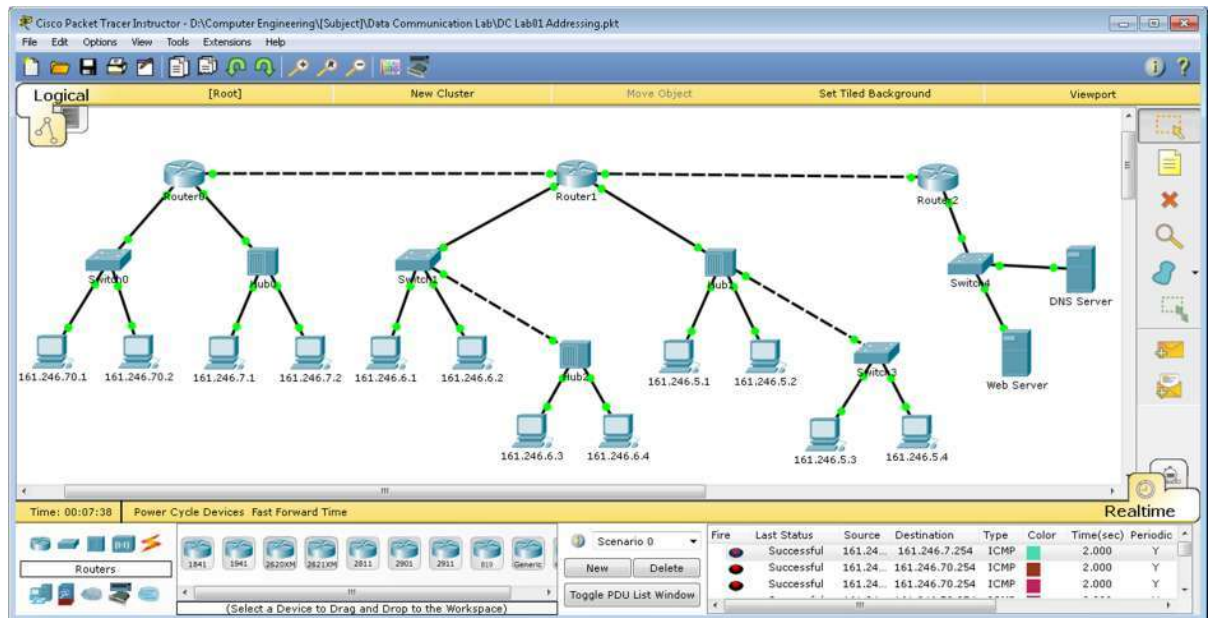 Cisco Packet Tracer Instructor - D:\Computer Engineering\[Subject]\Data Communication Lab\DC Lab01 Addressing.pkt
File Edit Options View Tools Extensions Help
Logical [Root] New Cluster Move Object Set Tiled Background Viewport
Router0 Router1 Router2
Switch0 Hub0 Switch1 Hub1 Switch4
DNS Server
161.246.70.1 161.246.70.2 161.246.7.1 161.246.7.2 161.246.6.1 161.246.6.2 Hub2 161.246.5.1 161.246.5.2 Switch3 Web Server
161.246.6.3 161.246.6.4 161.246.5.3 161.246.5.4
Time: 00:07:38 Power Cycle Devices Fast Forward Time Realtime
Routers
1841 1941 2620XM 2621XM 2811 2901 2911 819 Generic
(Select a Device to Drag and Drop to the Workspace)
Scenario 0
New Delete
Toggle PDU List Window
Fire Last Status Source Destination Type Color Time(sec) Periodic
Successful 161.24... 161.246.7.254 ICMP 2.000 Y
Successful 161.24... 161.246.70.254 ICMP 2.000 Y
Successful 161.24... 161.246.70.254 ICMP 2.000 Y